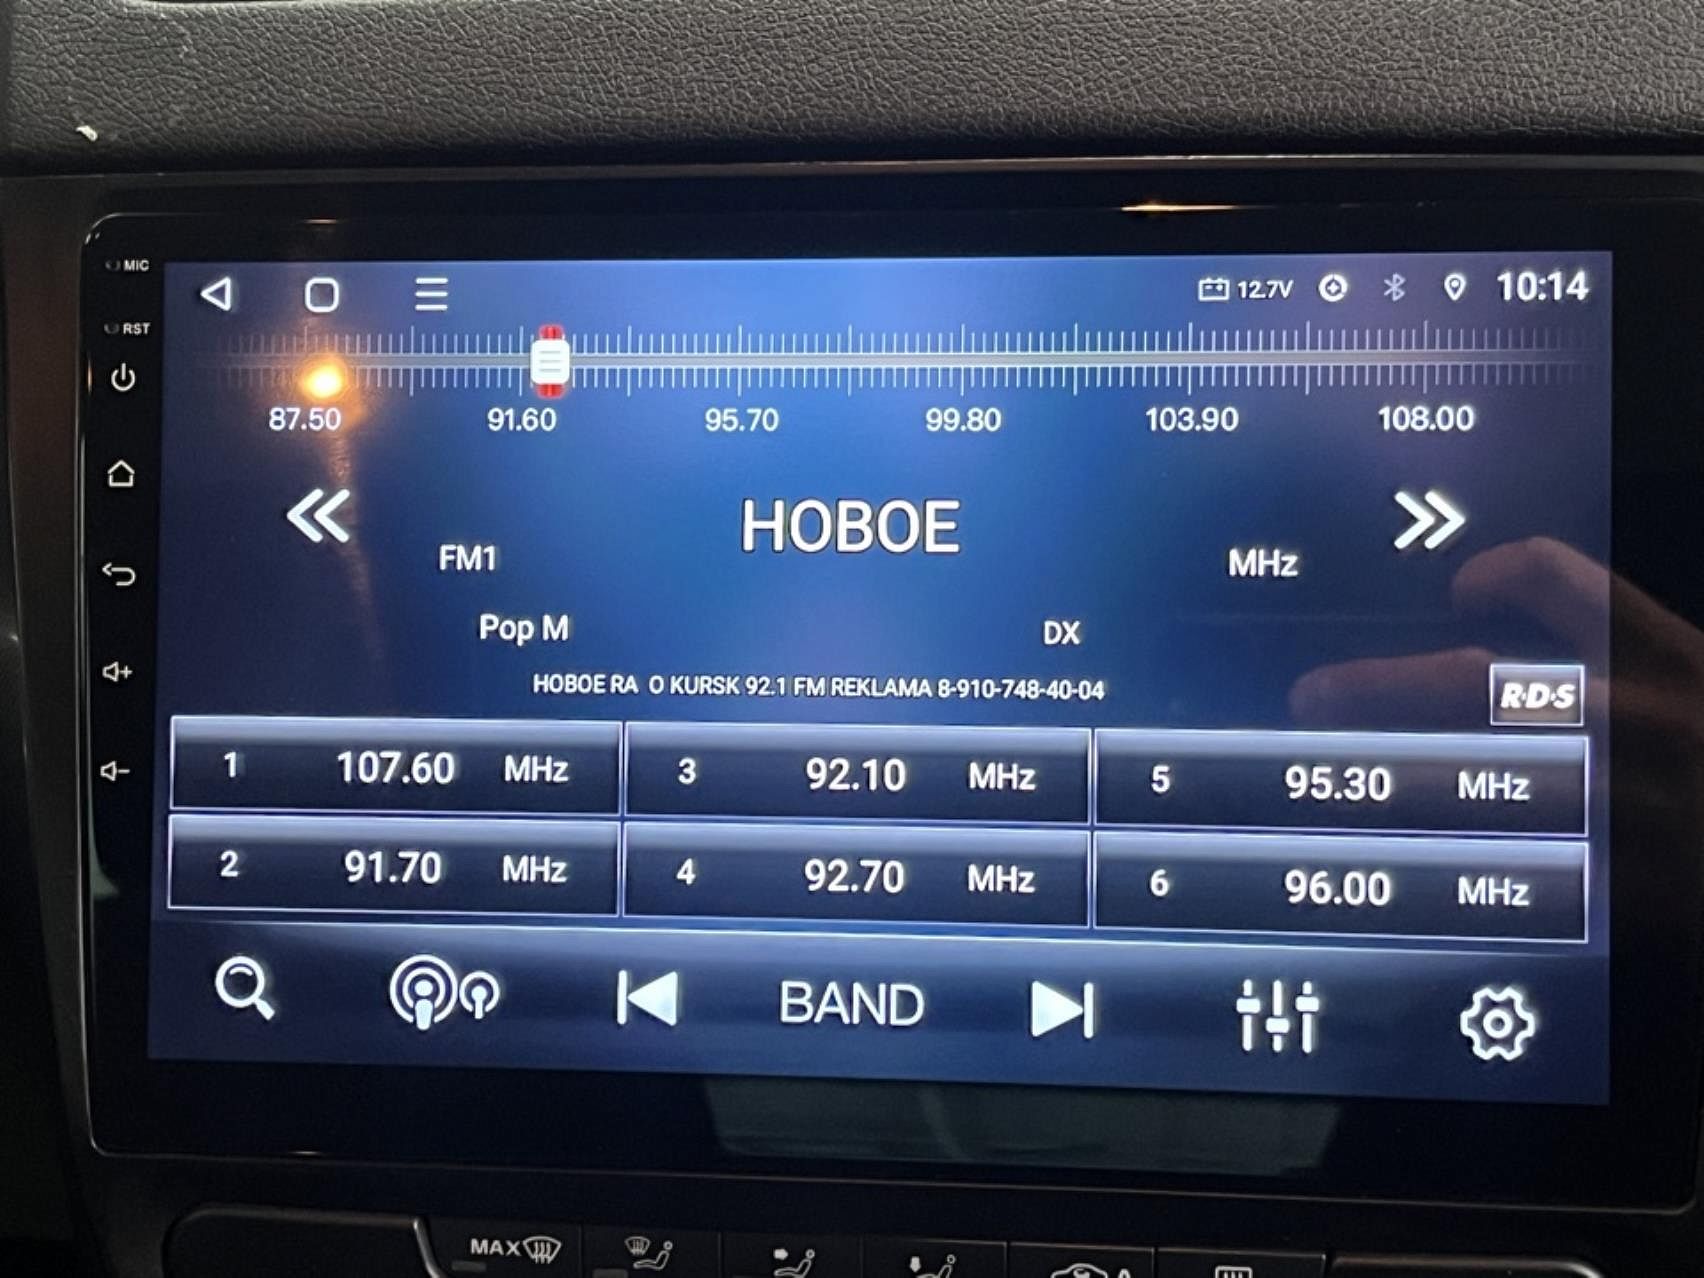 MIC
RST
12.7V 10:14
87.50 91.60 95.70 99.80 103.90 108.00
HOBOE
FM1 MHz
Pop M DX
HOBOE RA O KURSK 92.1 FM REKLAMA 8-910-748-40-04
R·D·S
1 107.60 MHz 3 92.10 MHz 5 95.30 MHz
2 91.70 MHz 4 92.70 MHz 6 96.00 MHz
BAND
MAX
A